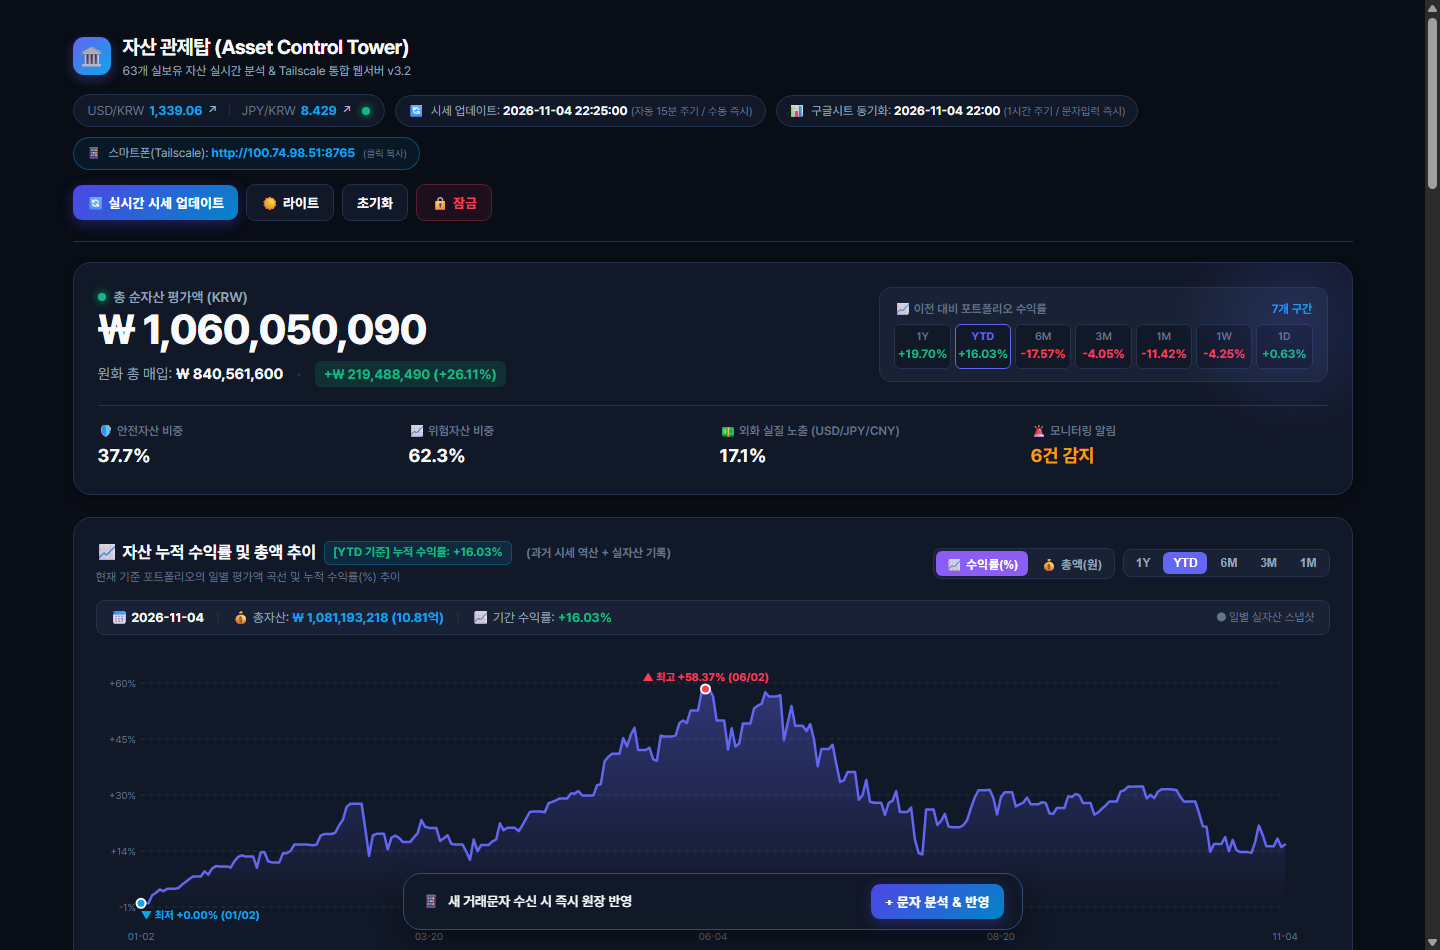 자산 관제탑 (Asset Control Tower)
63개 실보유 자산 실시간 분석 & Tailscale 통합 웹서버 v3.2
USD/KRW 1,339.06 ↗ JPY/KRW 8.429 ↗
시세 업데이트: 2026-11-04 22:25:00 (자동 15분 주기 / 수동 즉시)
구글시트 동기화: 2026-11-04 22:00 (1시간 주기 / 문자입력 즉시)
스마트폰(Tailscale): http://100.74.98.51:8765 (클릭 복사)
실시간 시세 업데이트
라이트
초기화
잠금
총 순자산 평가액 (KRW)
₩ 1,060,050,090
원화 총 매입: ₩ 840,561,600 · +₩ 219,488,490 (+26.11%)
이전 대비 포트폴리오 수익률 7개 구간
1Y YTD 6M 3M 1M 1W 1D
+19.70% +16.03% -17.57% -4.05% -11.42% -4.25% +0.63%
안전자산 비중
37.7%
위험자산 비중
62.3%
외화 실질 노출 (USD/JPY/CNY)
17.1%
모니터링 알림
6건 감지
자산 누적 수익률 및 총액 추이 [YTD 기준] 누적 수익률: +16.03% (과거 시세 역산 + 실자산 기록)
현재 기준 포트폴리오의 일별 평가액 곡선 및 누적 수익률(%) 추이
수익률(%) 총액(원)
1Y YTD 6M 3M 1M
2026-11-04 총자산: ₩ 1,081,193,218 (10.81억) 기간 수익률: +16.03%
일별 실자산 스냅샷
▲ 최고 +58.37% (06/02)
+60%
+45%
+30%
+14%
-1%
▼ 최저 +0.00% (01/02)
새 거래문자 수신 시 즉시 원장 반영
+ 문자 분석 & 반영
01-02 03-20 06-04 08-20 11-04